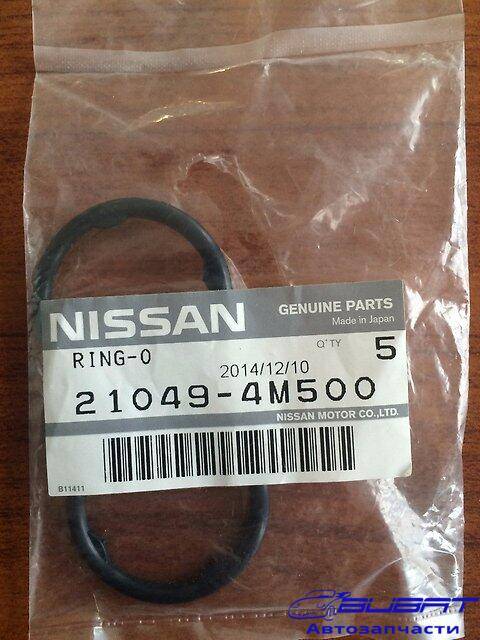 NISSAN GENUINE PARTS
Made in Japan
RING-O Q'TY 5
2014/12/10
21049-4M500
NISSAN MOTOR CO.,LTD.
B11411
Автозапчасти